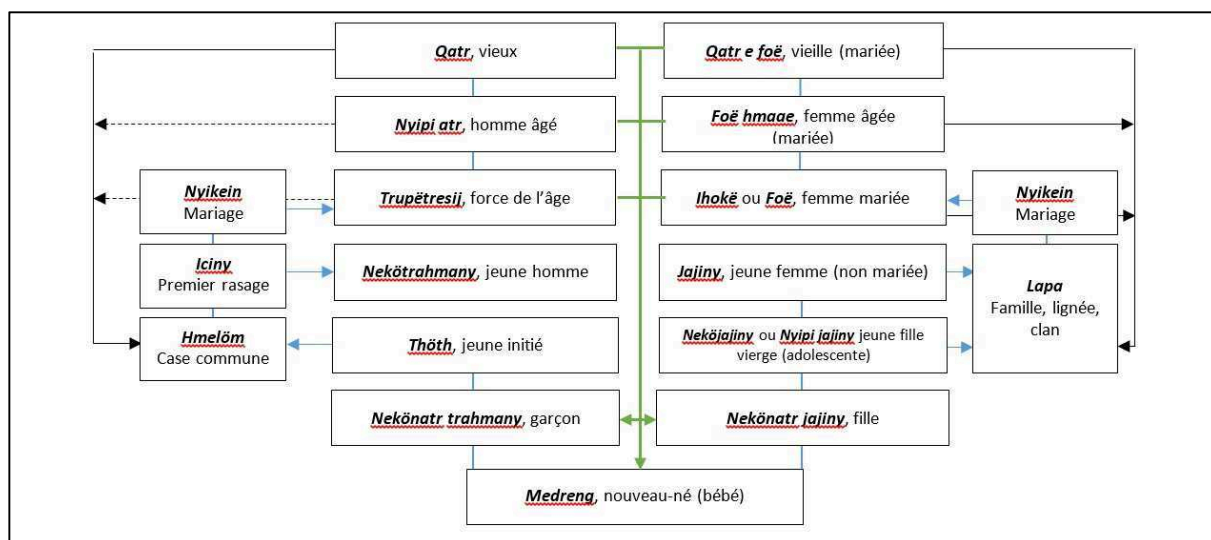 Qatr, vieux
Qatr e foë, vieille (mariée)
Nyipi atr, homme âgé
Foë hmaae, femme âgée
(mariée)
Nyikein
Mariage
Trupëtresij, force de l’âge
Ihokë ou Foë, femme mariée
Nyikein
Mariage
Iciny
Premier rasage
Nekötrahmany, jeune homme
Jajiny, jeune femme (non mariée)
Lapa
Famille, lignée,
clan
Hmelöm
Case commune
Thöth, jeune initié
Neköjajiny ou Nyipi jajiny jeune fille
vierge (adolescente)
Nekönatr trahmany, garçon
Nekönatr jajiny, fille
Medreng, nouveau-né (bébé)